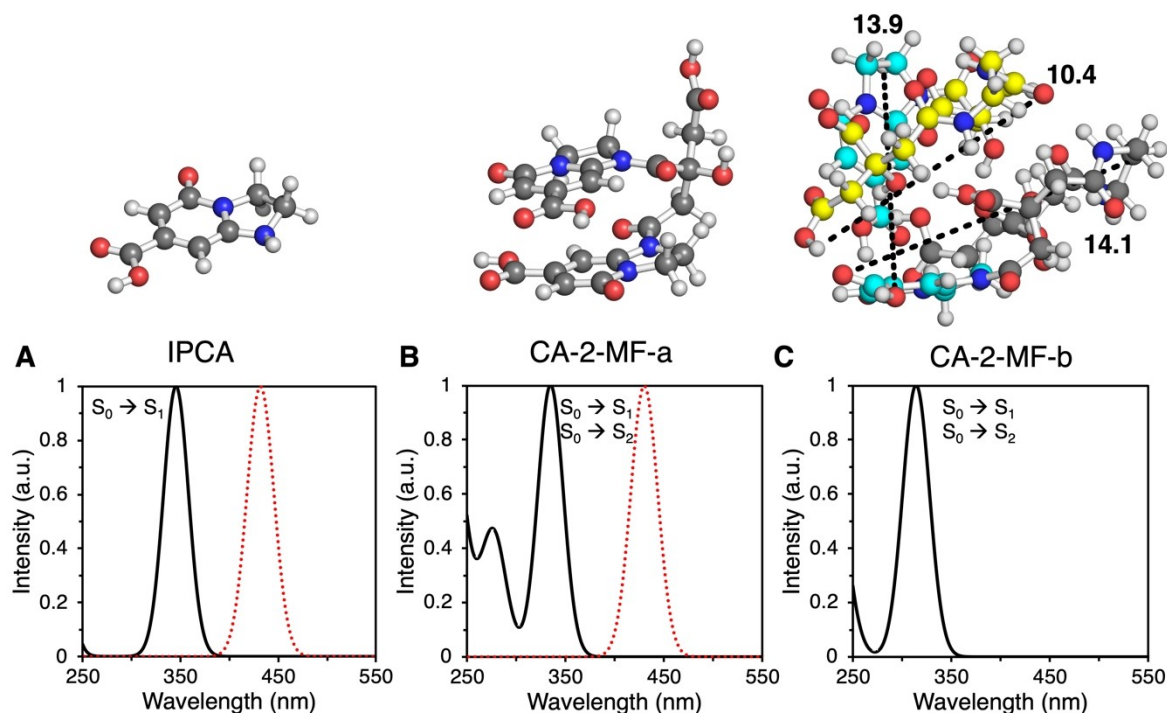 13.9
10.4
14.1
A IPCA
B CA-2-MF-a
C CA-2-MF-b
Intensity (a.u.)
1
0.8
0.6
0.4
0.2
0
S₀ → S₁
250 350 450 550
Wavelength (nm)
Intensity (a.u.)
1
0.8
0.6
0.4
0.2
0
S₀ → S₁
S₀ → S₂
250 350 450 550
Wavelength (nm)
Intensity (a.u.)
1
0.8
0.6
0.4
0.2
0
S₀ → S₁
S₀ → S₂
250 350 450 550
Wavelength (nm)